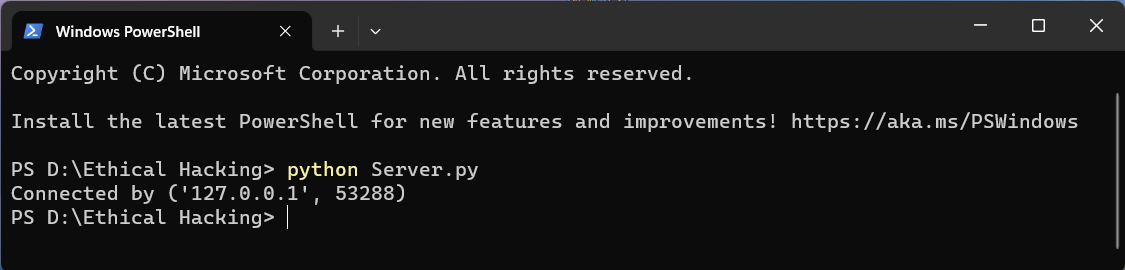 Windows PowerShell
Copyright (C) Microsoft Corporation. All rights reserved.
Install the latest PowerShell for new features and improvements! https://aka.ms/PSWindows
PS D:\Ethical Hacking> python Server.py
Connected by ('127.0.0.1', 53288)
PS D:\Ethical Hacking>